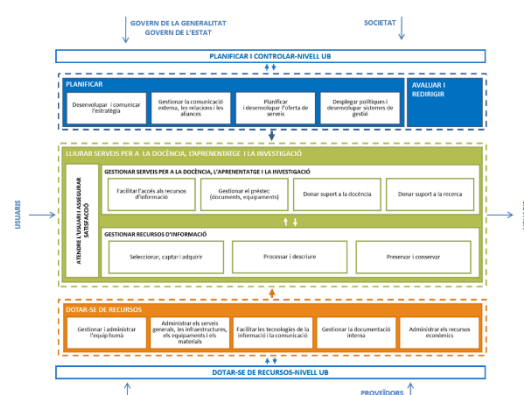 GOVERN DE LA GENERALITAT
GOVERN DE L'ESTAT
SOCIETAT
PLANIFICAR I CONTROLAR-NIVELL UB
PLANIFICAR
Desenvolupar i comunicar
l'estratègia
Gestionar la comunicació
externa, les relacions i les
aliances
Planificar
i desenvolupar l'oferta de
serveis
Desplegar polítiques i
desenvolupar sistemes de
gestió
AVALUAR I
REDIRIGIR
LLIURAR SERVEIS PER A LA DOCÈNCIA, L'APRENENTATGE I LA INVESTIGACIÓ
USUARIS
ATENDRE L'USUARI I ASSEGURAR
SATISFACCIÓ
GESTIONAR SERVEIS PER A LA DOCÈNCIA, L'APRENENTATGE I LA INVESTIGACIÓ
Facilitar l'accés als recursos
d'informació
Gestionar el préstec
(documents, equipaments)
Donar suport a la docència
Donar suport a la recerca
GESTIONAR RECURSOS D'INFORMACIÓ
Seleccionar, captar i adquirir
Processar i descriure
Preservar i conservar
USUARIS
DOTAR-SE DE RECURSOS
Gestionar i administrar
l'equip humà
Administrar els serveis
generals, les infraestructures,
els equipaments i els
materials
Facilitar les tecnologies de la
informació i la comunicació
Gestionar la documentació
interna
Administrar els recursos
econòmics
DOTAR-SE DE RECURSOS-NIVELL UB
PROVEÏDORS